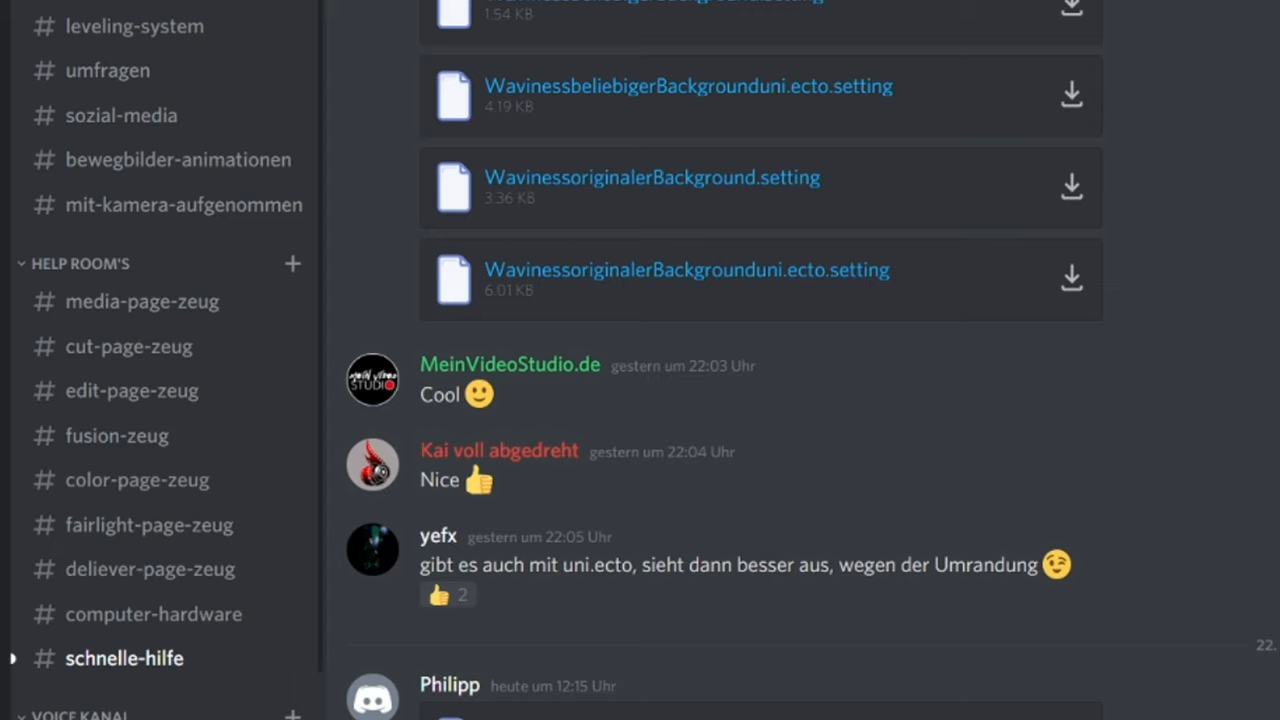 leveling-system
umfragen
sozial-media
bewegbilder-animationen
mit-kamera-aufgenommen
HELP ROOM'S
media-page-zeug
cut-page-zeug
edit-page-zeug
fusion-zeug
color-page-zeug
fairlight-page-zeug
deliever-page-zeug
computer-hardware
schnelle-hilfe
VOICE KANAL
1.54 KB
WavinessbeliebigerBackgrounduni.ecto.setting
4.19 KB
WavinessoriginalerBackground.setting
3.36 KB
WavinessoriginalerBackgrounduni.ecto.setting
6.01 KB
MeinVideoStudio.de gestern um 22:03 Uhr
Cool 🙂
Kai voll abgedreht gestern um 22:04 Uhr
Nice 👍
yefx gestern um 22:05 Uhr
gibt es auch mit uni.ecto, sieht dann besser aus, wegen der Umrandung 😉
👍 2
22.
Philipp heute um 12:15 Uhr